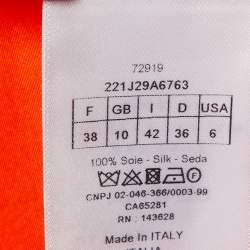 72919
221J29A6763
F GB I D USA
38 10 42 36 6
100% Soie - Silk - Seda
CNPJ 02-046-366/0003-99
CA65281
RN : 143628
Made In ITALY
ITALIA